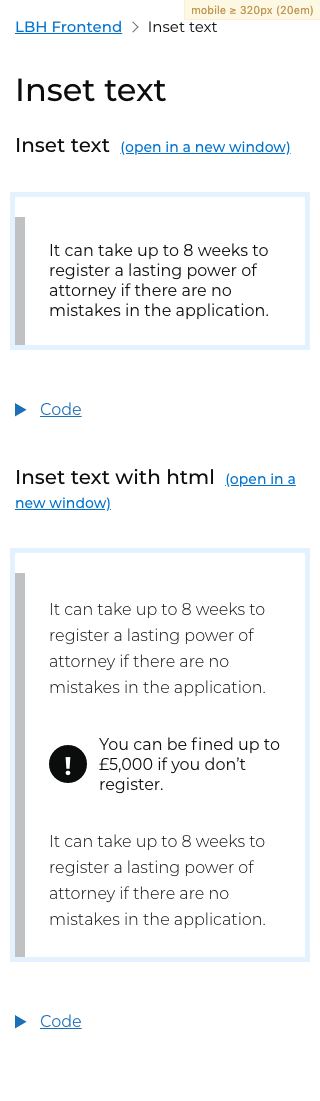 mobile ≥ 320px (20em)
LBH Frontend > Inset text
Inset text
Inset text (open in a new window)
It can take up to 8 weeks to
register a lasting power of
attorney if there are no
mistakes in the application.
Code
Inset text with html (open in a
new window)
It can take up to 8 weeks to
register a lasting power of
attorney if there are no
mistakes in the application.
!
You can be fined up to
£5,000 if you don’t
register.
It can take up to 8 weeks to
register a lasting power of
attorney if there are no
mistakes in the application.
Code